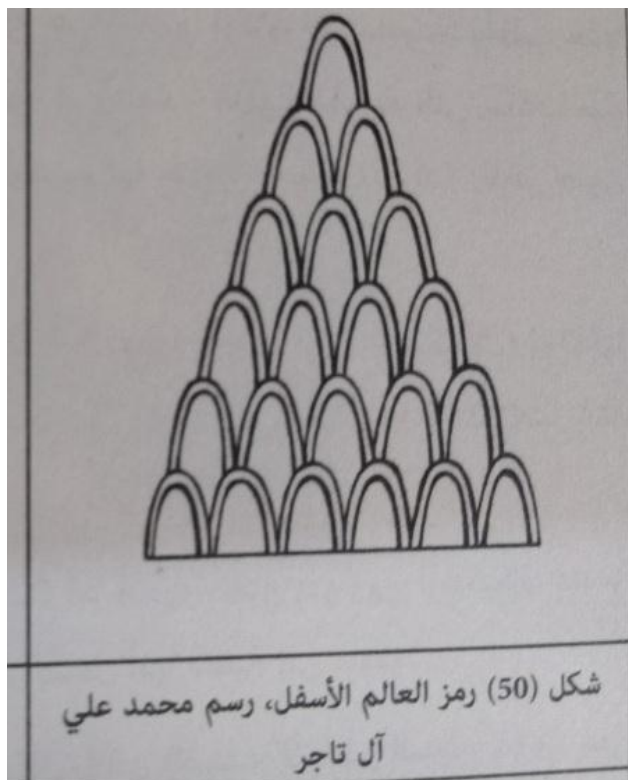 شكل (50) رمز العالم الأسفل، رسم محمد علي
آل تاجر